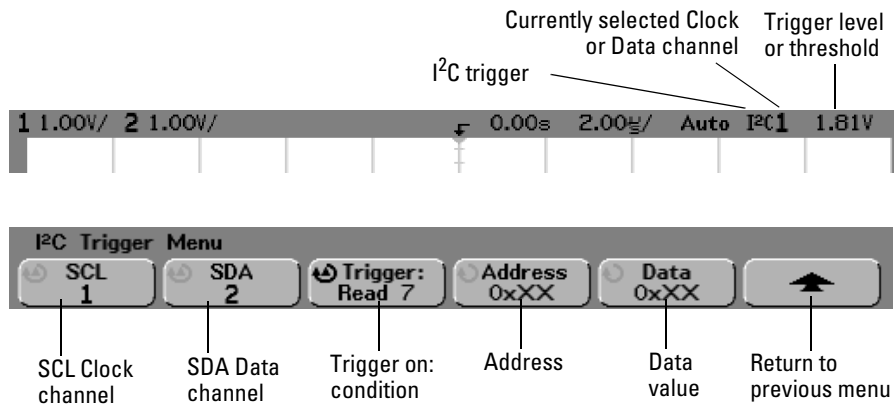 Currently selected Clock
or Data channel
Trigger level
or threshold
I²C trigger
1 1.00V/ 2 1.00V/ 0.00s 2.00µs/ Auto I²C1 1.81V
I²C Trigger Menu
SCL
1
SDA
2
Trigger:
Read 7
Address
0xXX
Data
0xXX
SCL Clock
channel
SDA Data
channel
Trigger on:
condition
Address
Data
value
Return to
previous menu